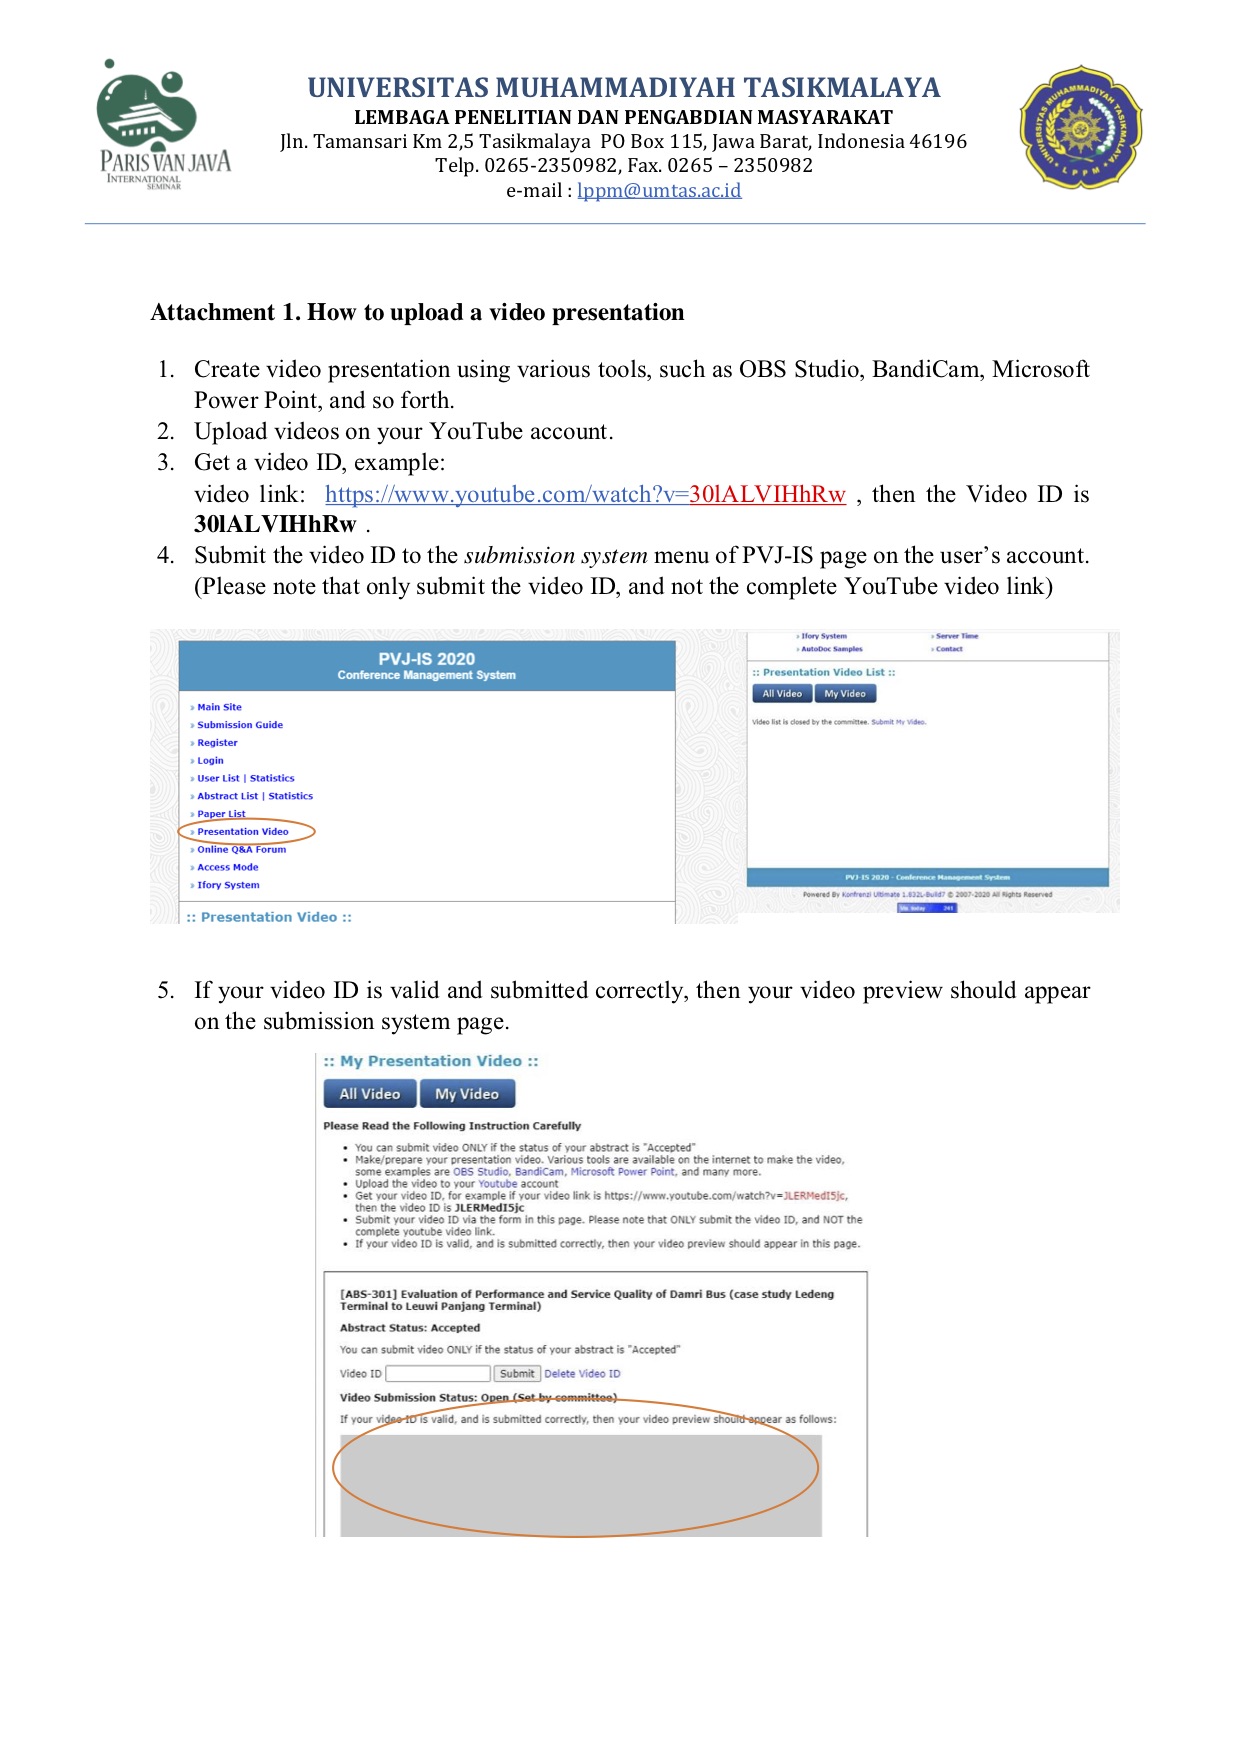 PARIS VAN JAVA
INTERNATIONAL
SEMINAR
UNIVERSITAS MUHAMMADIYAH TASIKMALAYA
LEMBAGA PENELITIAN DAN PENGABDIAN MASYARAKAT
Jln. Tamansari Km 2,5 Tasikmalaya PO Box 115, Jawa Barat, Indonesia 46196
Telp. 0265-2350982, Fax. 0265 – 2350982
e-mail : lppm@umtas.ac.id
UNIVERSITAS MUHAMMADIYAH TASIKMALAYA
LPPM
Attachment 1. How to upload a video presentation
1. Create video presentation using various tools, such as OBS Studio, BandiCam, Microsoft
Power Point, and so forth.
2. Upload videos on your YouTube account.
3. Get a video ID, example:
video link: https://www.youtube.com/watch?v=30lALVIHhRw , then the Video ID is
30lALVIHhRw .
4. Submit the video ID to the submission system menu of PVJ-IS page on the user’s account.
(Please note that only submit the video ID, and not the complete YouTube video link)
PVJ-IS 2020
Conference Management System
» Main Site
» Submission Guide
» Register
» Login
» User List | Statistics
» Abstract List | Statistics
» Paper List
» Presentation Video
» Online Q&A Forum
» Access Mode
» Ifory System
:: Presentation Video ::
› Ifory System › Server Time
› AutoDoc Samples › Contact
:: Presentation Video List ::
All Video My Video
Video list is closed by the committee. Submit My Video.
PVJ-IS 2020 - Conference Management System
Powered By Konfrenzi Ultimate 1.832L-Build7 © 2007-2020 All Rights Reserved
241
5. If your video ID is valid and submitted correctly, then your video preview should appear
on the submission system page.
:: My Presentation Video ::
All Video My Video
Please Read the Following Instruction Carefully
• You can submit video ONLY if the status of your abstract is "Accepted"
• Make/prepare your presentation video. Various tools are available on the internet to make the video,
some examples are OBS Studio, BandiCam, Microsoft Power Point, and many more.
• Upload the video to your Youtube account
• Get your video ID, for example if your video link is https://www.youtube.com/watch?v=JLERMedI5jc,
then the video ID is JLERMedI5jc
• Submit your video ID via the form in this page. Please note that ONLY submit the video ID, and NOT the
complete youtube video link.
• If your video ID is valid, and is submitted correctly, then your video preview should appear in this page.
[ABS-301] Evaluation of Performance and Service Quality of Damri Bus (case study Ledeng
Terminal to Leuwi Panjang Terminal)
Abstract Status: Accepted
You can submit video ONLY if the status of your abstract is "Accepted"
Video ID Submit Delete Video ID
Video Submission Status: Open (Set by committee)
If your video ID is valid, and is submitted correctly, then your video preview should appear as follows: